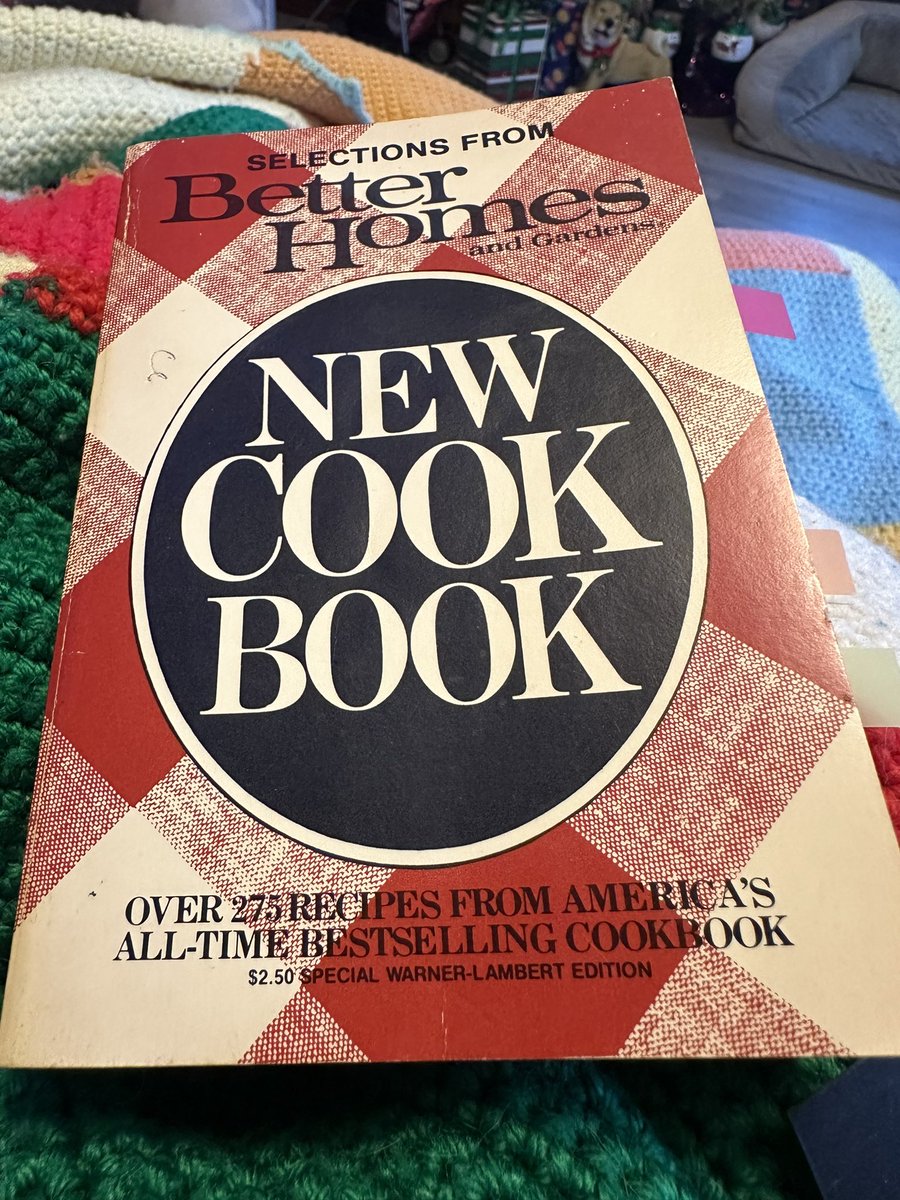 SELECTIONS FROM
Better
Homes
and Gardens
NEW
COOK
BOOK
OVER 275 RECIPES FROM AMERICA'S
ALL-TIME BESTSELLING COOKBOOK
$2.50 SPECIAL WARNER-LAMBERT EDITION